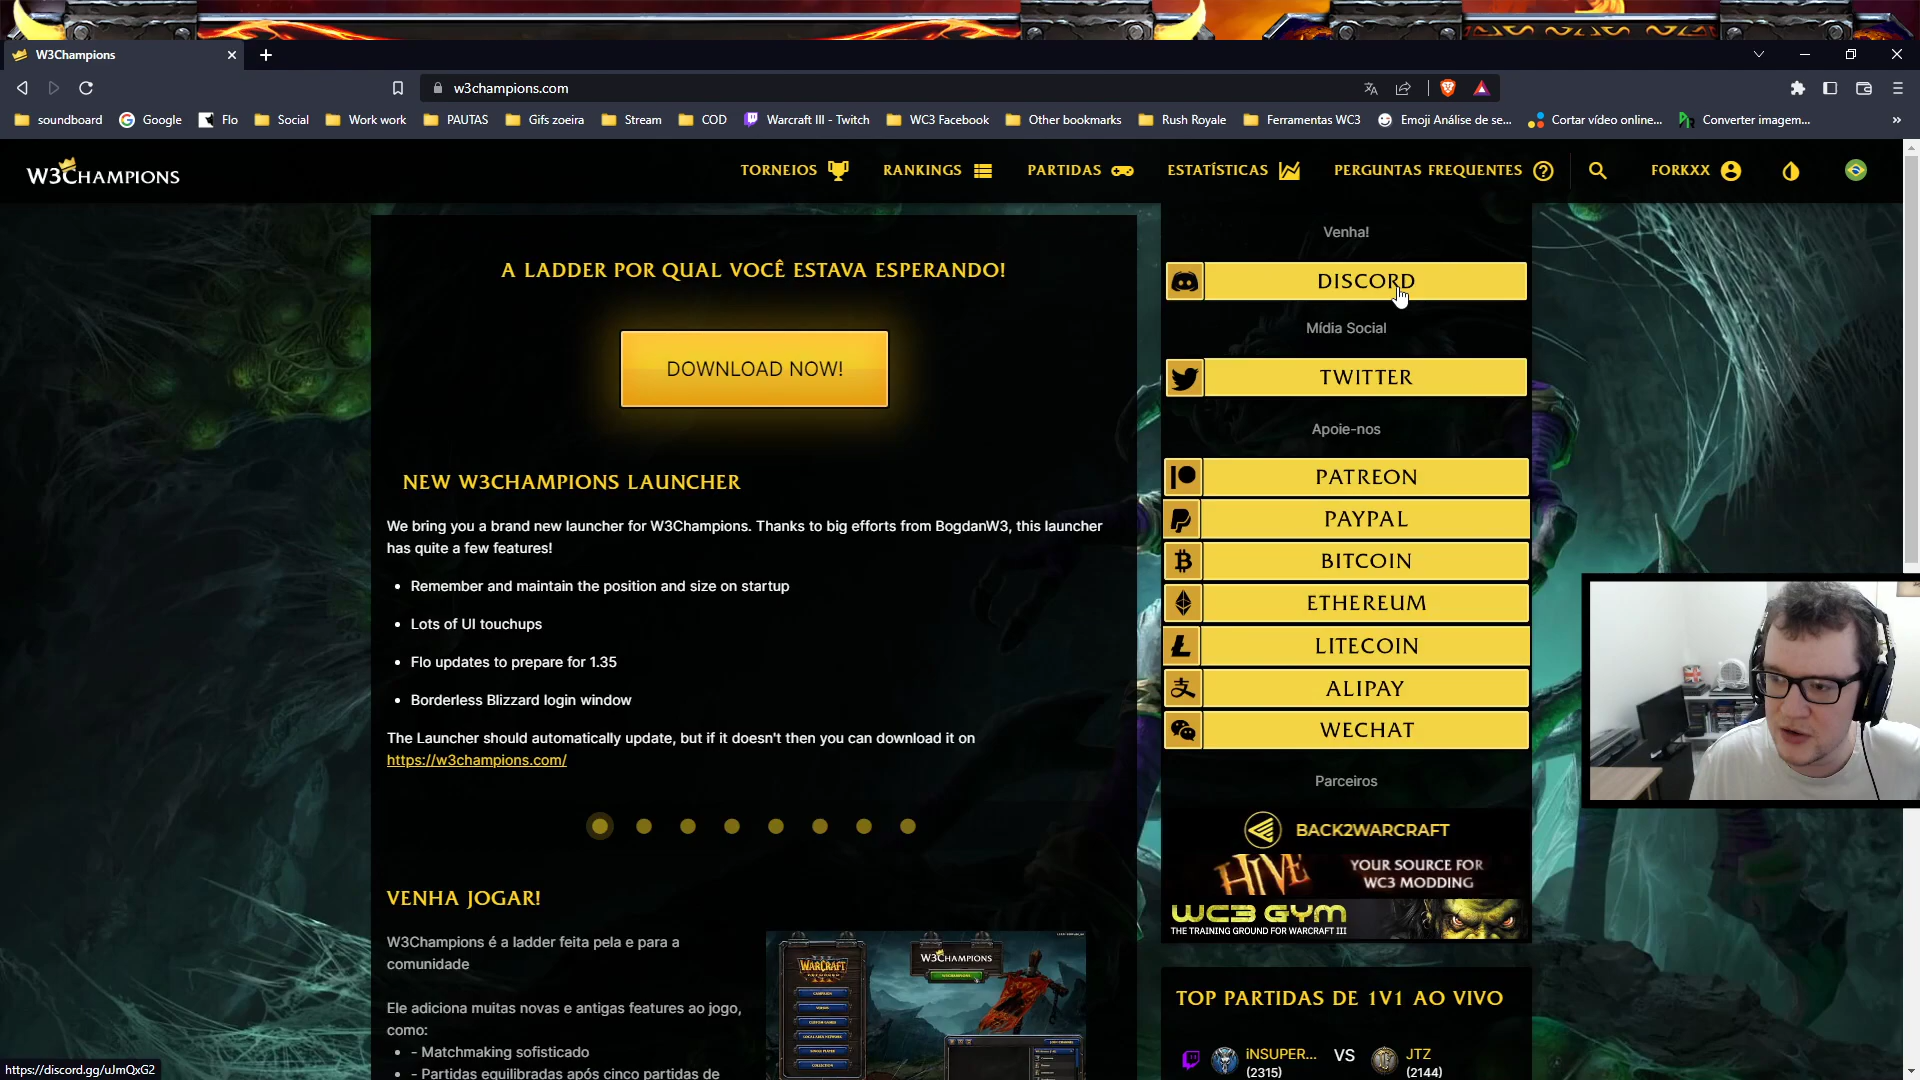 W3Champions
w3champions.com
soundboard
Google
Flo
Social
Work work
PAUTAS
Gifs zoeira
Stream
COD
Warcraft III - Twitch
WC3 Facebook
Other bookmarks
Rush Royale
Ferramentas WC3
Emoji Análise de se...
Cortar vídeo online...
Converter imagem...
»
W3CHAMPIONS
TORNEIOS
RANKINGS
PARTIDAS
ESTATÍSTICAS
PERGUNTAS FREQUENTES
FORKXX
A LADDER POR QUAL VOCÊ ESTAVA ESPERANDO!
DOWNLOAD NOW!
NEW W3CHAMPIONS LAUNCHER
We bring you a brand new launcher for W3Champions. Thanks to big efforts from BogdanW3, this launcher
has quite a few features!
• Remember and maintain the position and size on startup
• Lots of UI touchups
• Flo updates to prepare for 1.35
• Borderless Blizzard login window
The Launcher should automatically update, but if it doesn't then you can download it on
https://w3champions.com/
VENHA JOGAR!
W3Champions é a ladder feita pela e para a
comunidade
Ele adiciona muitas novas e antigas features ao jogo,
como:
• - Matchmaking sofisticado
• - Partidas equilibradas após cinco partidas de
WARCRAFT
W3CHAMPIONS
Venha!
DISCORD
Mídia Social
TWITTER
Apoie-nos
PATREON
PAYPAL
BITCOIN
ETHEREUM
LITECOIN
ALIPAY
WECHAT
Parceiros
BACK2WARCRAFT
HIVE
YOUR SOURCE FOR
WC3 MODDING
WC3 GYM
THE TRAINING GROUND FOR WARCRAFT III
TOP PARTIDAS DE 1V1 AO VIVO
iNSUPER...
(2315)
VS
JTZ
(2144)
https://discord.gg/uJmQxG2